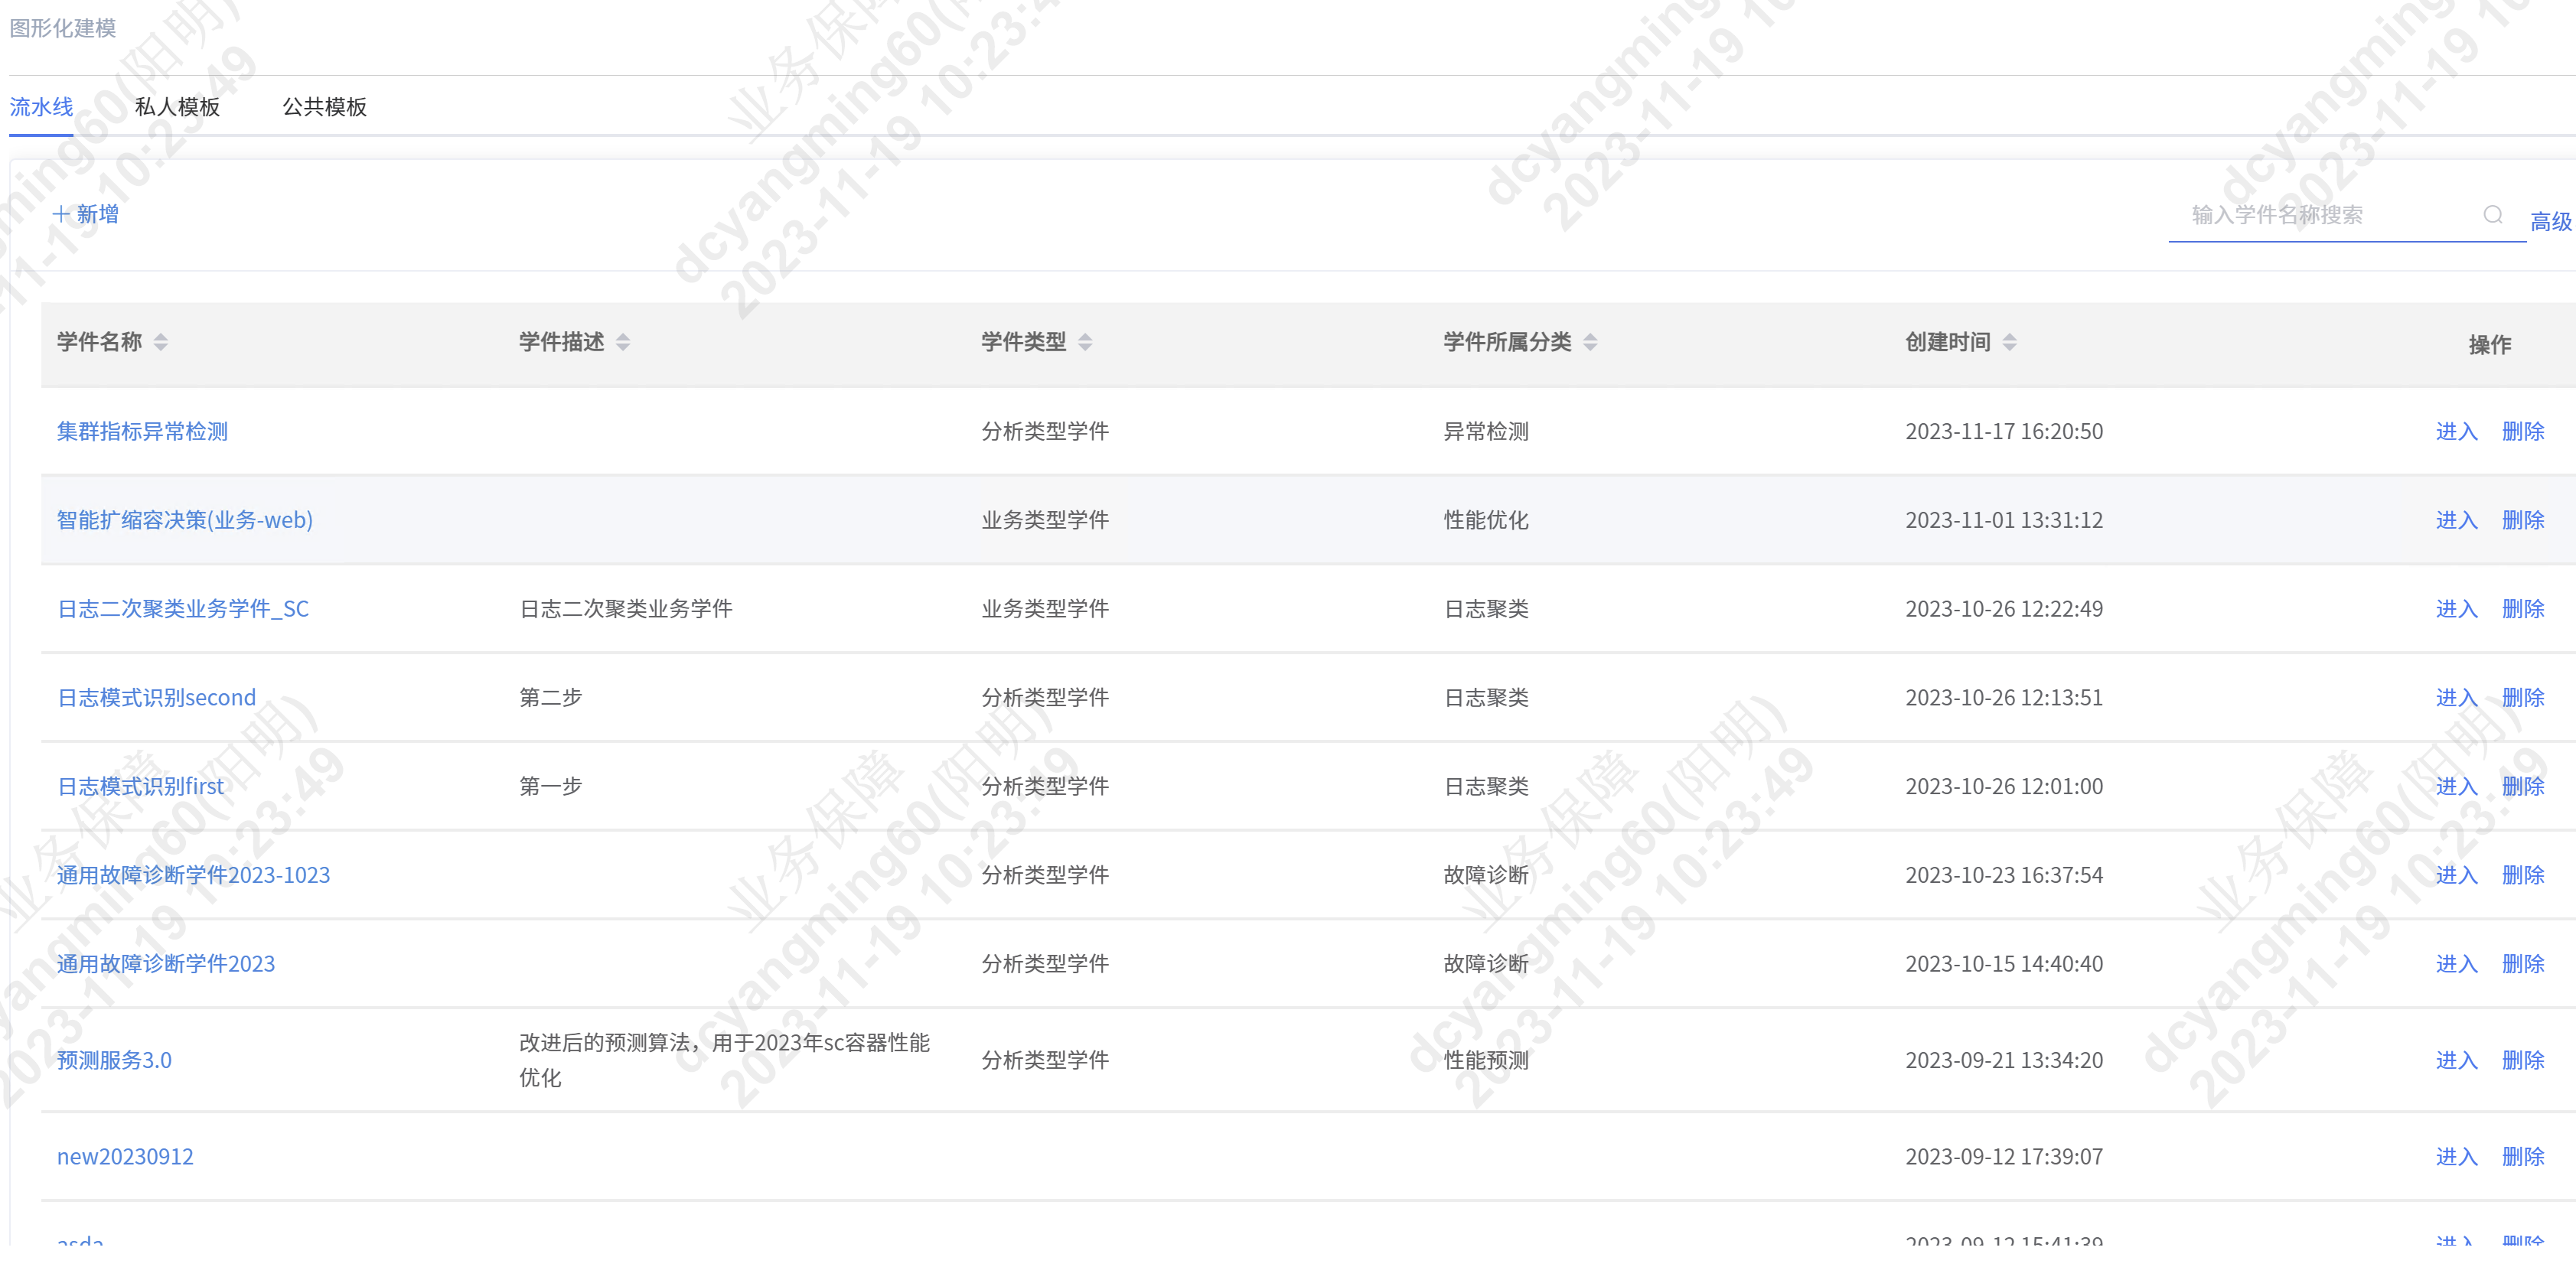 图形化建模
流水线 私人模板 公共模板
新增 输入学件名称搜索 高级
学件名称 学件描述 学件类型 学件所属分类 创建时间 操作
集群指标异常检测 分析类型学件 异常检测 2023-11-17 16:20:50 进入 删除
智能扩缩容决策(业务-web) 业务类型学件 性能优化 2023-11-01 13:31:12 进入 删除
日志二次聚类业务学件_SC 日志二次聚类业务学件 业务类型学件 日志聚类 2023-10-26 12:22:49 进入 删除
日志模式识别second 第二步 分析类型学件 日志聚类 2023-10-26 12:13:51 进入 删除
日志模式识别first 第一步 分析类型学件 日志聚类 2023-10-26 12:01:00 进入 删除
通用故障诊断学件2023-1023 分析类型学件 故障诊断 2023-10-23 16:37:54 进入 删除
通用故障诊断学件2023 分析类型学件 故障诊断 2023-10-15 14:40:40 进入 删除
预测服务3.0 改进后的预测算法，用于2023年sc容器性能 分析类型学件 性能预测 2023-09-21 13:34:20 进入 删除
优化
new20230912 2023-09-12 17:39:07 进入 删除
asda 2023-09-12 15:41:39 进入 删除
业务保障
dcyangming60(阳明)
2023-11-19 10:23:49